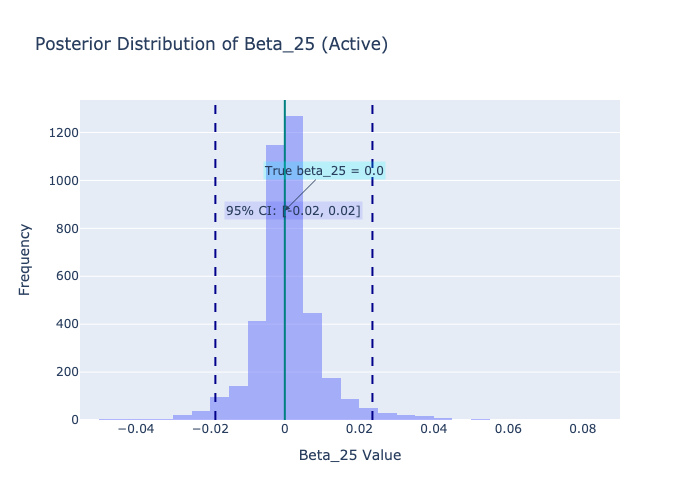 Posterior Distribution of Beta_25 (Active)
Frequency
1200
1000
800
600
400
200
0
True beta_25 = 0.0
95% CI: [-0.02, 0.02]
−0.04 −0.02 0 0.02 0.04 0.06 0.08
Beta_25 Value